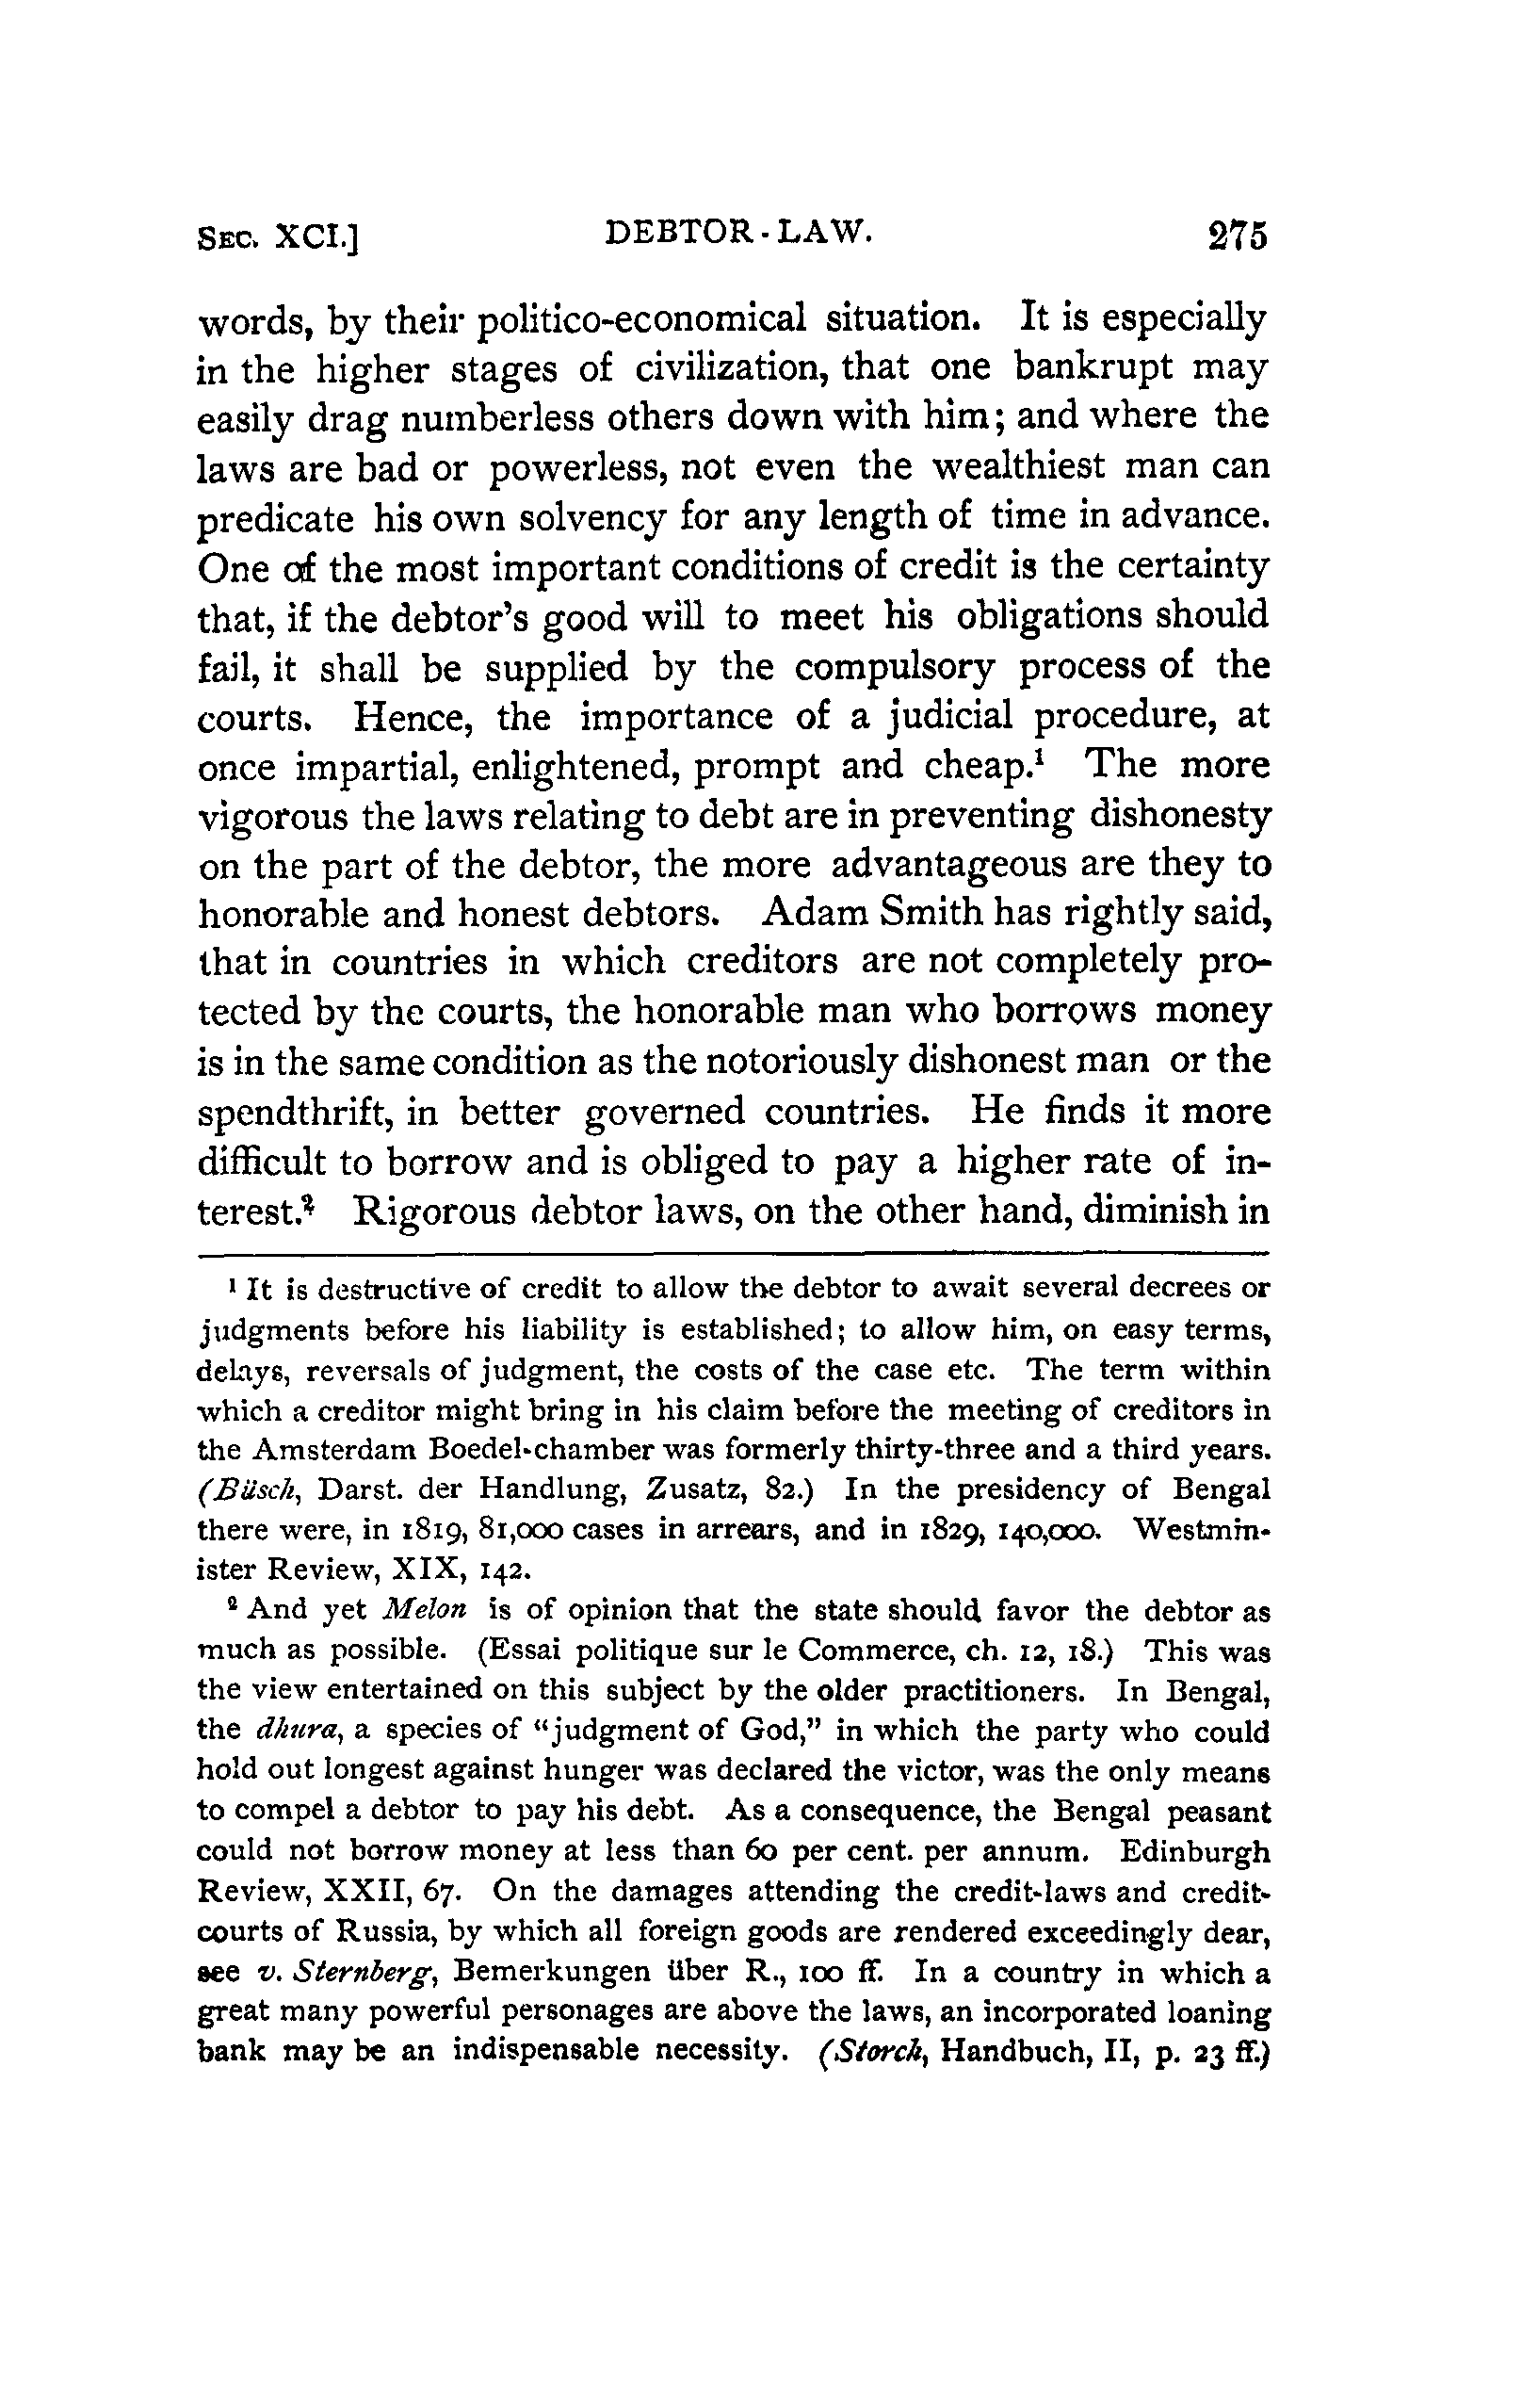 SEC. XCI.] DEBTOR-LAW. 275
words, by their politico-economical situation. It is especially
in the higher stages of civilization, that one bankrupt may
easily drag numberless others down with him; and where the
laws are bad or powerless, not even the wealthiest man can
predicate his own solvency for any length of time in advance.
One of the most important conditions of credit is the certainty
that, if the debtor's good will to meet his obligations should
fail, it shall be supplied by the compulsory process of the
courts. Hence, the importance of a judicial procedure, at
once impartial, enlightened, prompt and cheap.¹ The more
vigorous the laws relating to debt are in preventing dishonesty
on the part of the debtor, the more advantageous are they to
honorable and honest debtors. Adam Smith has rightly said,
that in countries in which creditors are not completely pro-
tected by the courts, the honorable man who borrows money
is in the same condition as the notoriously dishonest man or the
spendthrift, in better governed countries. He finds it more
difficult to borrow and is obliged to pay a higher rate of in-
terest.² Rigorous debtor laws, on the other hand, diminish in
¹ It is destructive of credit to allow the debtor to await several decrees or
judgments before his liability is established; to allow him, on easy terms,
delays, reversals of judgment, the costs of the case etc. The term within
which a creditor might bring in his claim before the meeting of creditors in
the Amsterdam Boedel-chamber was formerly thirty-three and a third years.
(Büsch, Darst. der Handlung, Zusatz, 82.) In the presidency of Bengal
there were, in 1819, 81,000 cases in arrears, and in 1829, 140,000. Westmin-
ister Review, XIX, 142.
² And yet Melon is of opinion that the state should favor the debtor as
much as possible. (Essai politique sur le Commerce, ch. 12, 18.) This was
the view entertained on this subject by the older practitioners. In Bengal,
the dhura, a species of "judgment of God," in which the party who could
hold out longest against hunger was declared the victor, was the only means
to compel a debtor to pay his debt. As a consequence, the Bengal peasant
could not borrow money at less than 60 per cent. per annum. Edinburgh
Review, XXII, 67. On the damages attending the credit-laws and credit-
courts of Russia, by which all foreign goods are rendered exceedingly dear,
see v. Sternberg, Bemerkungen über R., 100 ff. In a country in which a
great many powerful personages are above the laws, an incorporated loaning
bank may be an indispensable necessity. (Storch, Handbuch, II, p. 23 ff.)